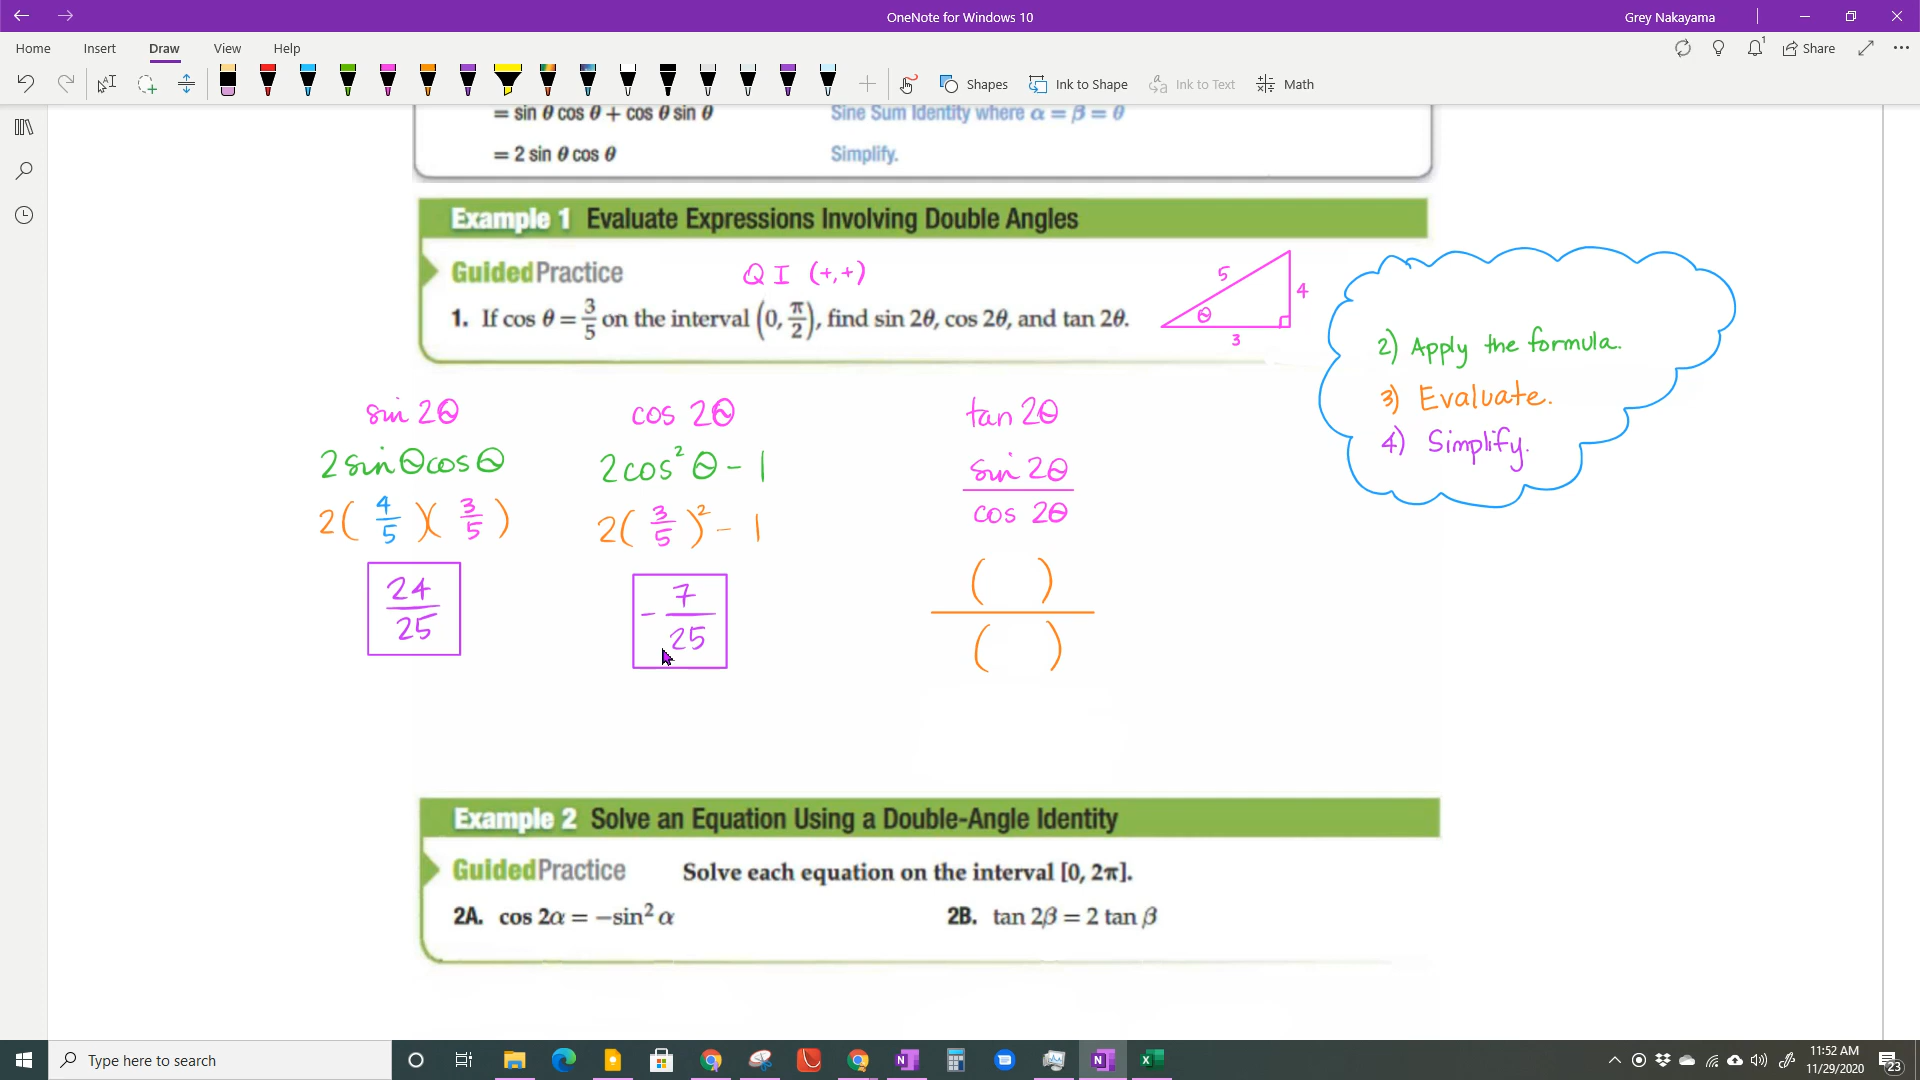 OneNote for Windows 10
Grey Nakayama
Home Insert Draw View Help
Share
Shapes Ink to Shape Ink to Text Math
= sin θ cos θ + cos θ sin θ Sine Sum Identity where α = β = θ
= 2 sin θ cos θ Simplify.
Example 1 Evaluate Expressions Involving Double Angles
GuidedPractice Q I (+,+)
1. If cos θ = 3/5 on the interval (0, π/2), find sin 2θ, cos 2θ, and tan 2θ.
5
4
θ
3
2) Apply the formula.
3) Evaluate.
4) Simplify.
sin 2θ cos 2θ tan 2θ
2 sin θ cos θ 2cos² θ - 1 sin 2θ / cos 2θ
2(4/5)(3/5) 2(3/5)² - 1 ( ) / ( )
24/25 -7/25
Example 2 Solve an Equation Using a Double-Angle Identity
GuidedPractice Solve each equation on the interval [0, 2π].
2A. cos 2α = −sin² α 2B. tan 2β = 2 tan β
Type here to search
11:52 AM
11/29/2020
23